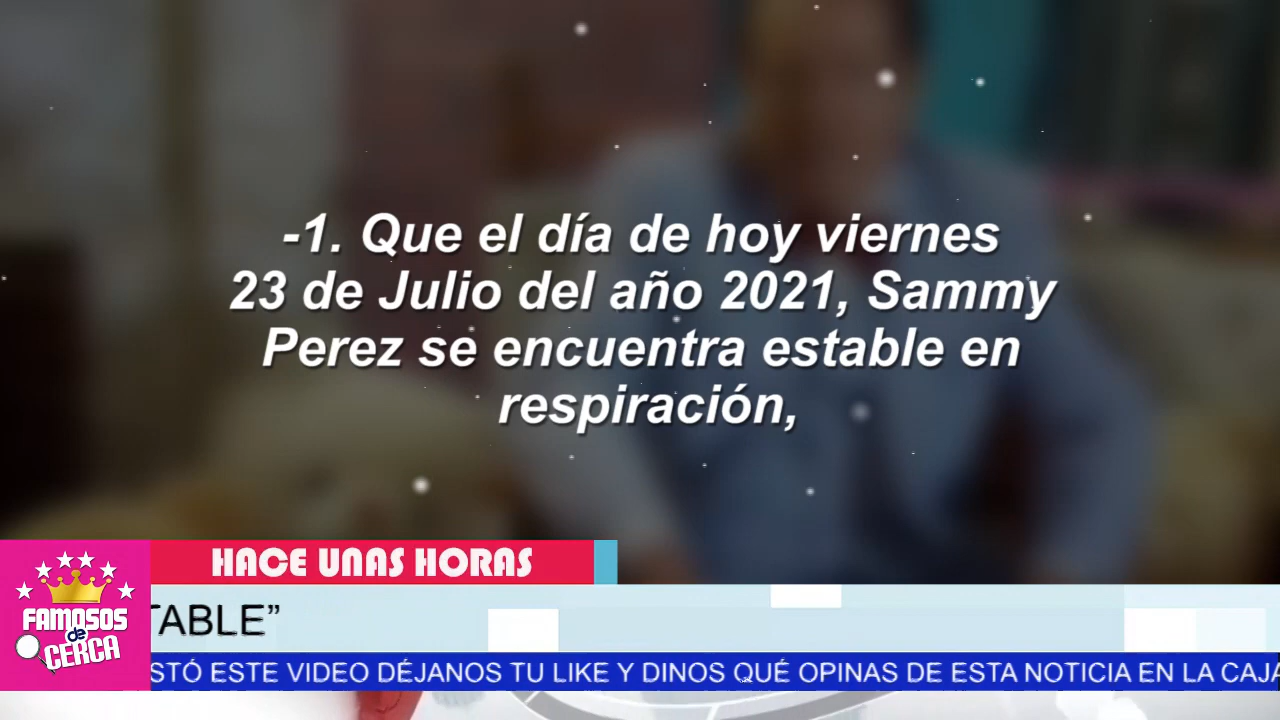 -1. Que el día de hoy viernes
23 de Julio del año 2021, Sammy
Perez se encuentra estable en
respiración,
HACE UNAS HORAS
FAMOSOS
de
CERCA
TABLE”
STÓ ESTE VIDEO DÉJANOS TU LIKE Y DINOS QUÉ OPINAS DE ESTA NOTICIA EN LA CAJA